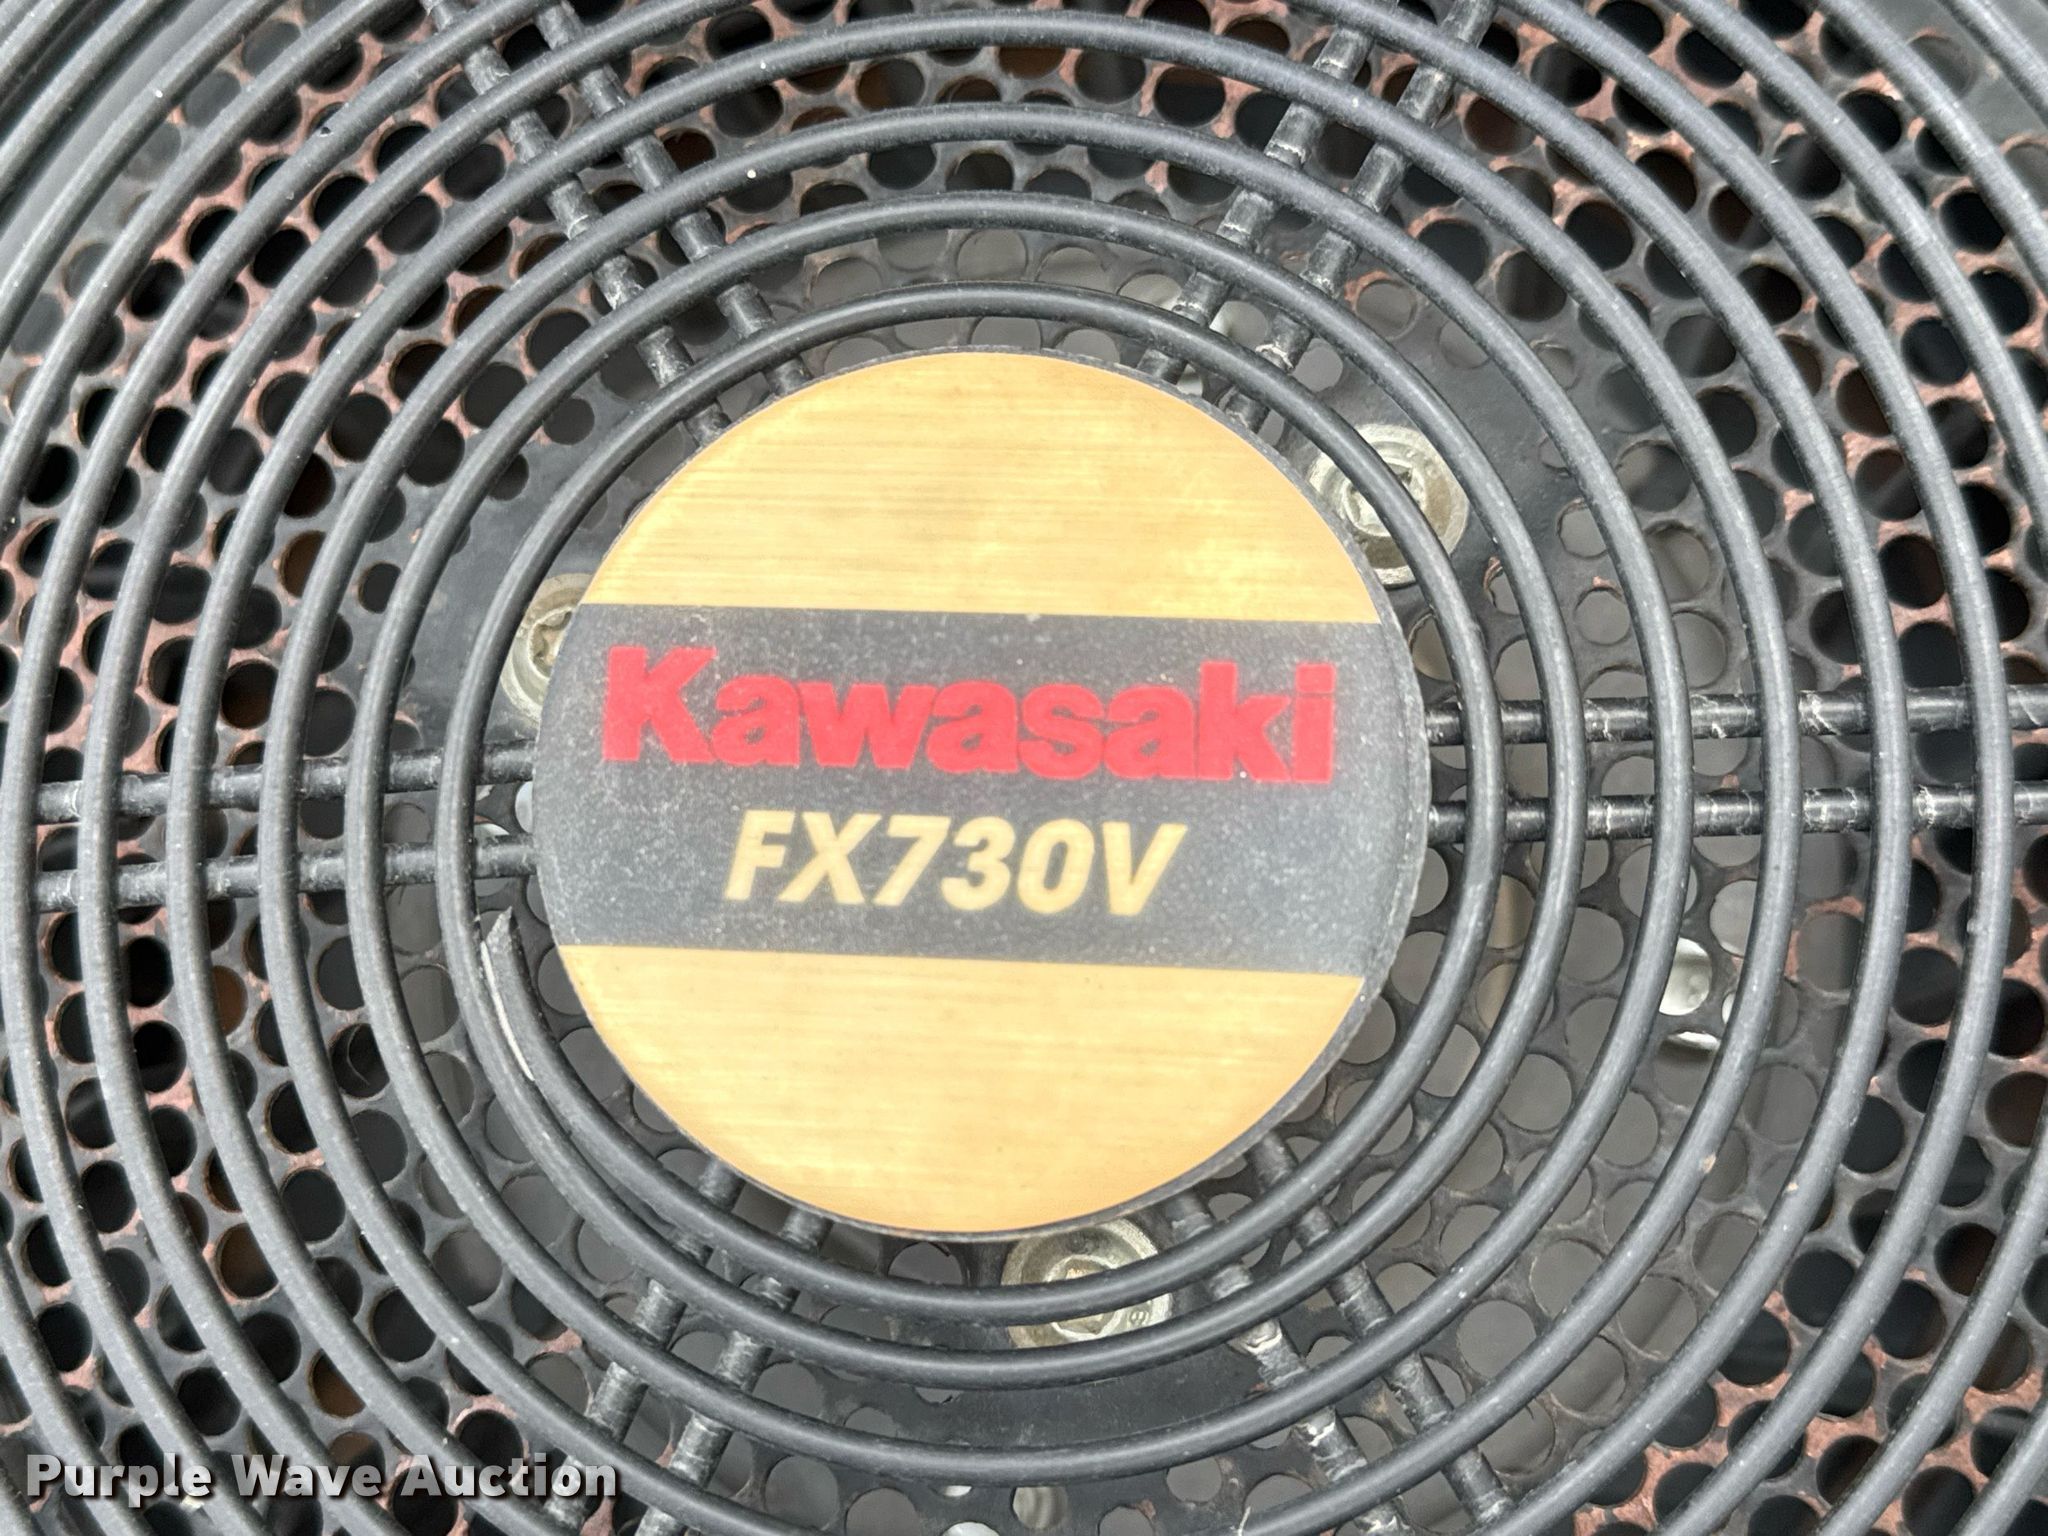 Kawasaki
FX730V
Purple Wave Auction